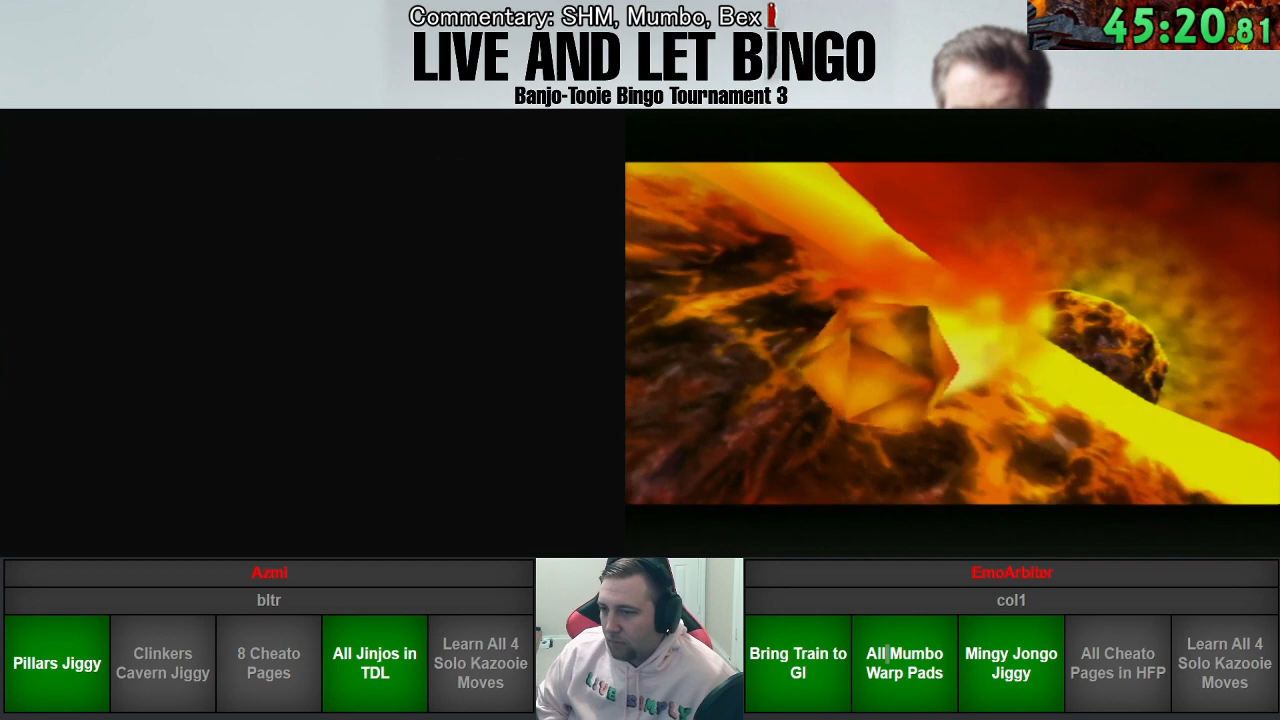 Commentary: SHM, Mumbo, Bex
45:20.81
LIVE AND LET BINGO
Banjo-Tooie Bingo Tournament 3
Azmi
bltr
Pillars Jiggy
Clinkers
Cavern Jiggy
8 Cheato
Pages
All Jinjos in
TDL
Learn All 4
Solo Kazooie
Moves
LIVE SIMPLY
EmoArbiter
col1
Bring Train to
GI
All Mumbo
Warp Pads
Mingy Jongo
Jiggy
All Cheato
Pages in HFP
Learn All 4
Solo Kazooie
Moves